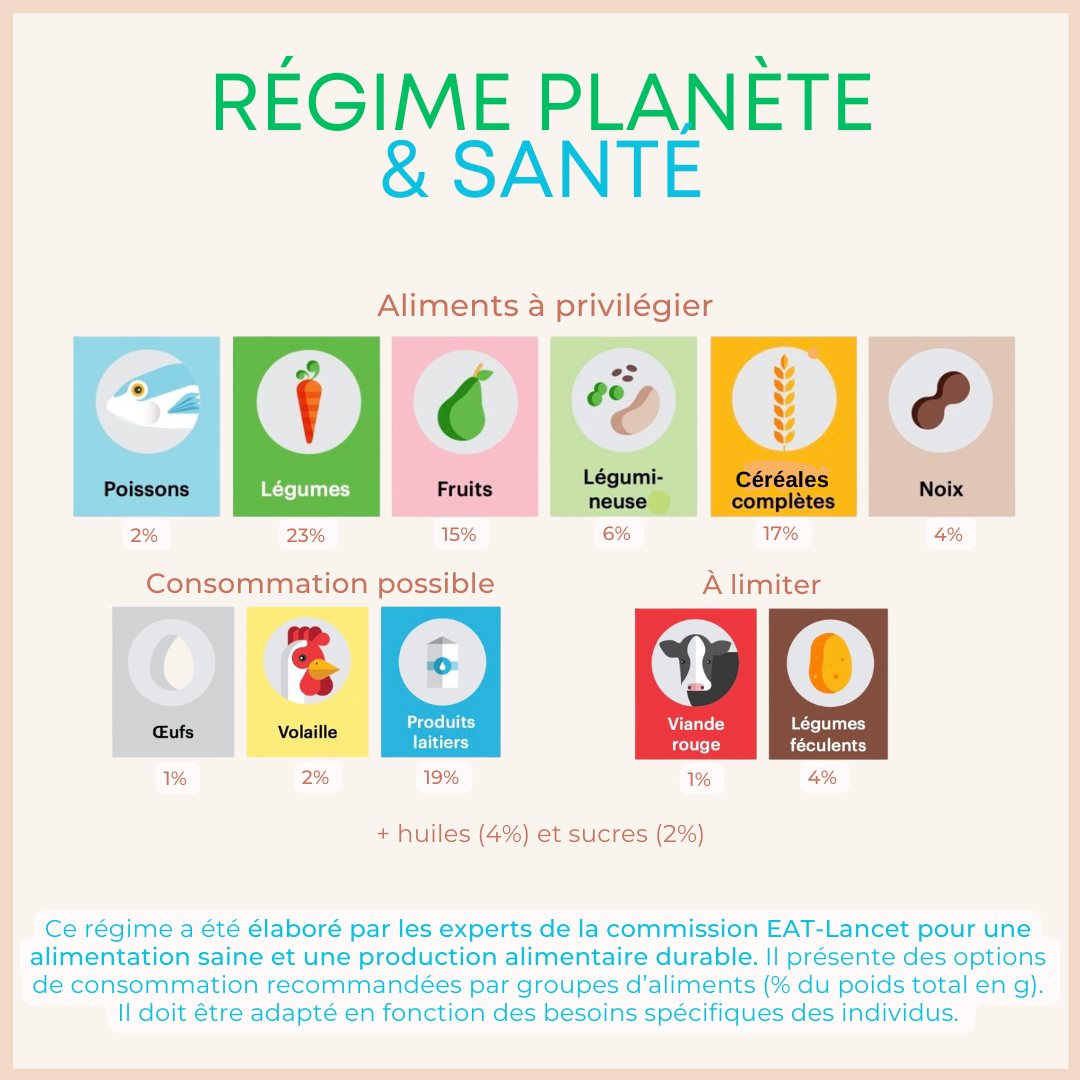 RÉGIME PLANÈTE
& SANTÉ
Aliments à privilégier
Poissons
Légumes
Fruits
Légumi-
neuse
Céréales
complètes
Noix
2%
23%
15%
6%
17%
4%
Consommation possible
À limiter
Œufs
Volaille
Produits
laitiers
Viande
rouge
Légumes
féculents
1%
2%
19%
1%
4%
+ huiles (4%) et sucres (2%)
Ce régime a été élaboré par les experts de la commission EAT-Lancet pour une
alimentation saine et une production alimentaire durable. Il présente des options
de consommation recommandées par groupes d’aliments (% du poids total en g).
Il doit être adapté en fonction des besoins spécifiques des individus.